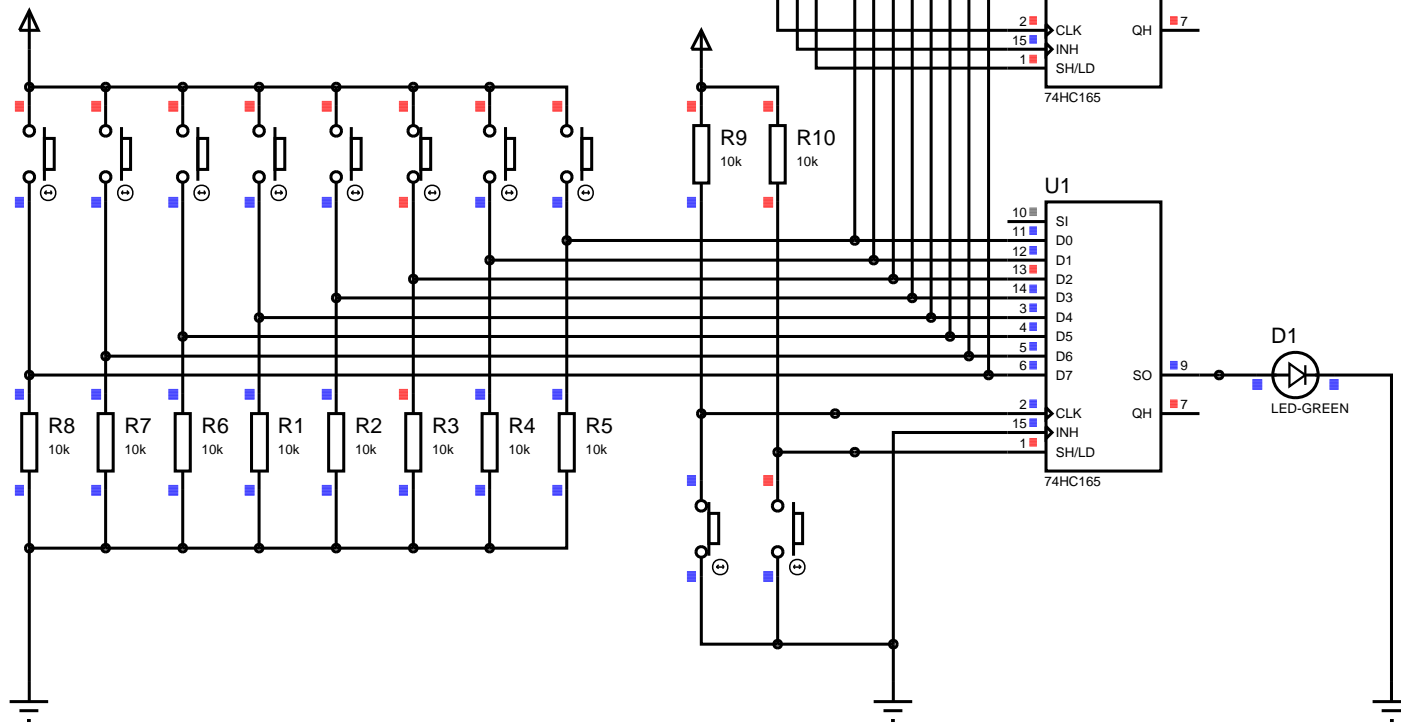 2 CLK QH 7
15 INH
1 SH/LD
74HC165
R9
10k
R10
10k
U1
10 SI
11 D0
12 D1
13 D2
14 D3
3 D4
4 D5
5 D6
6 D7 SO 9
2 CLK QH 7
15 INH
1 SH/LD
74HC165
D1
LED-GREEN
R8
10k
R7
10k
R6
10k
R1
10k
R2
10k
R3
10k
R4
10k
R5
10k